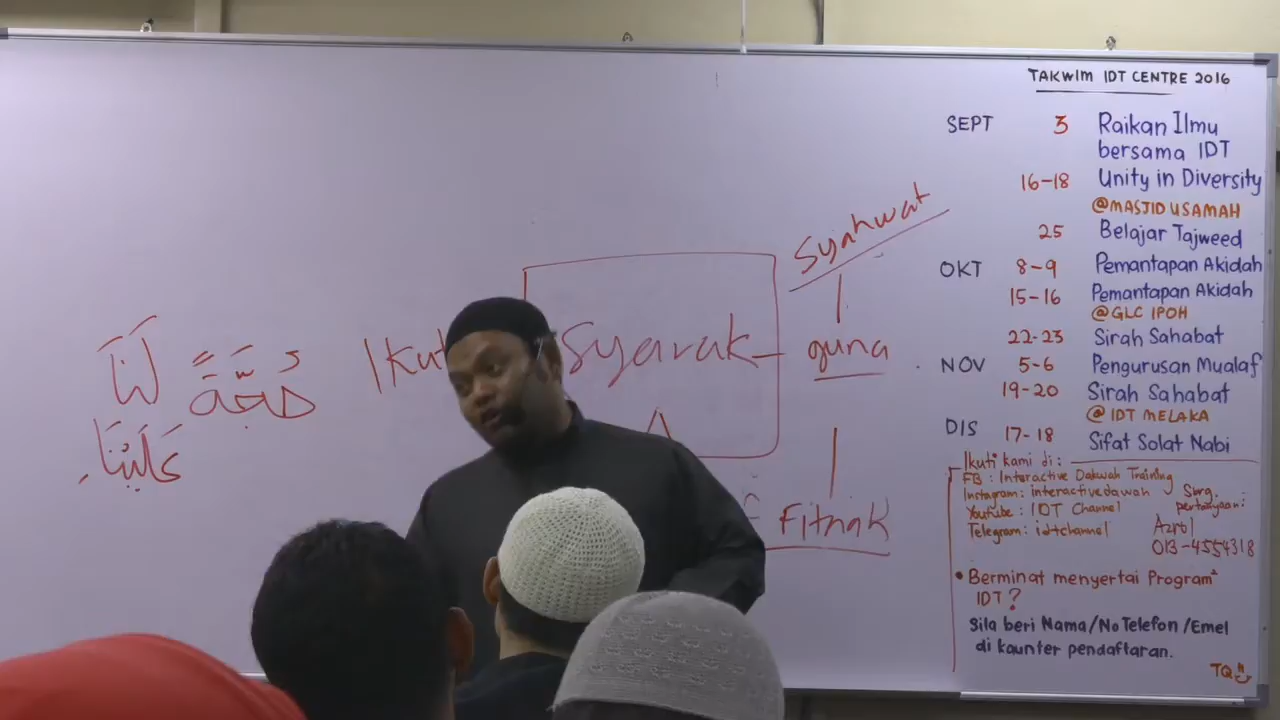 لَنَا
حُجَّةٌ
عَلَيْنَا
Ikut
Syarak
Syahwat
guna
Fitnah
TAKWIM IDT CENTRE 2016
SEPT 3 Raikan Ilmu
bersama IDT
16-18 Unity in Diversity
@MASJID USAMAH
25 Belajar Tajweed
OKT 8-9 Pemantapan Akidah
15-16 Pemantapan Akidah
@GLC IPOH
22-23 Sirah Sahabat
NOV 5-6 Pengurusan Mualaf
19-20 Sirah Sahabat
@ IDT MELAKA
DIS 17-18 Sifat Solat Nabi
Ikuti kami di:
FB: Interactive Dakwah Training
Instagram: interactivedawah
Youtube: IDT Channel
Telegram: idtchannel
Sbrg.
pertanyaan:
Azrol
013-4554318
• Berminat menyertai Program²
IDT?
Sila beri Nama/No Telefon/Emel
di kaunter pendaftaran.
TQ